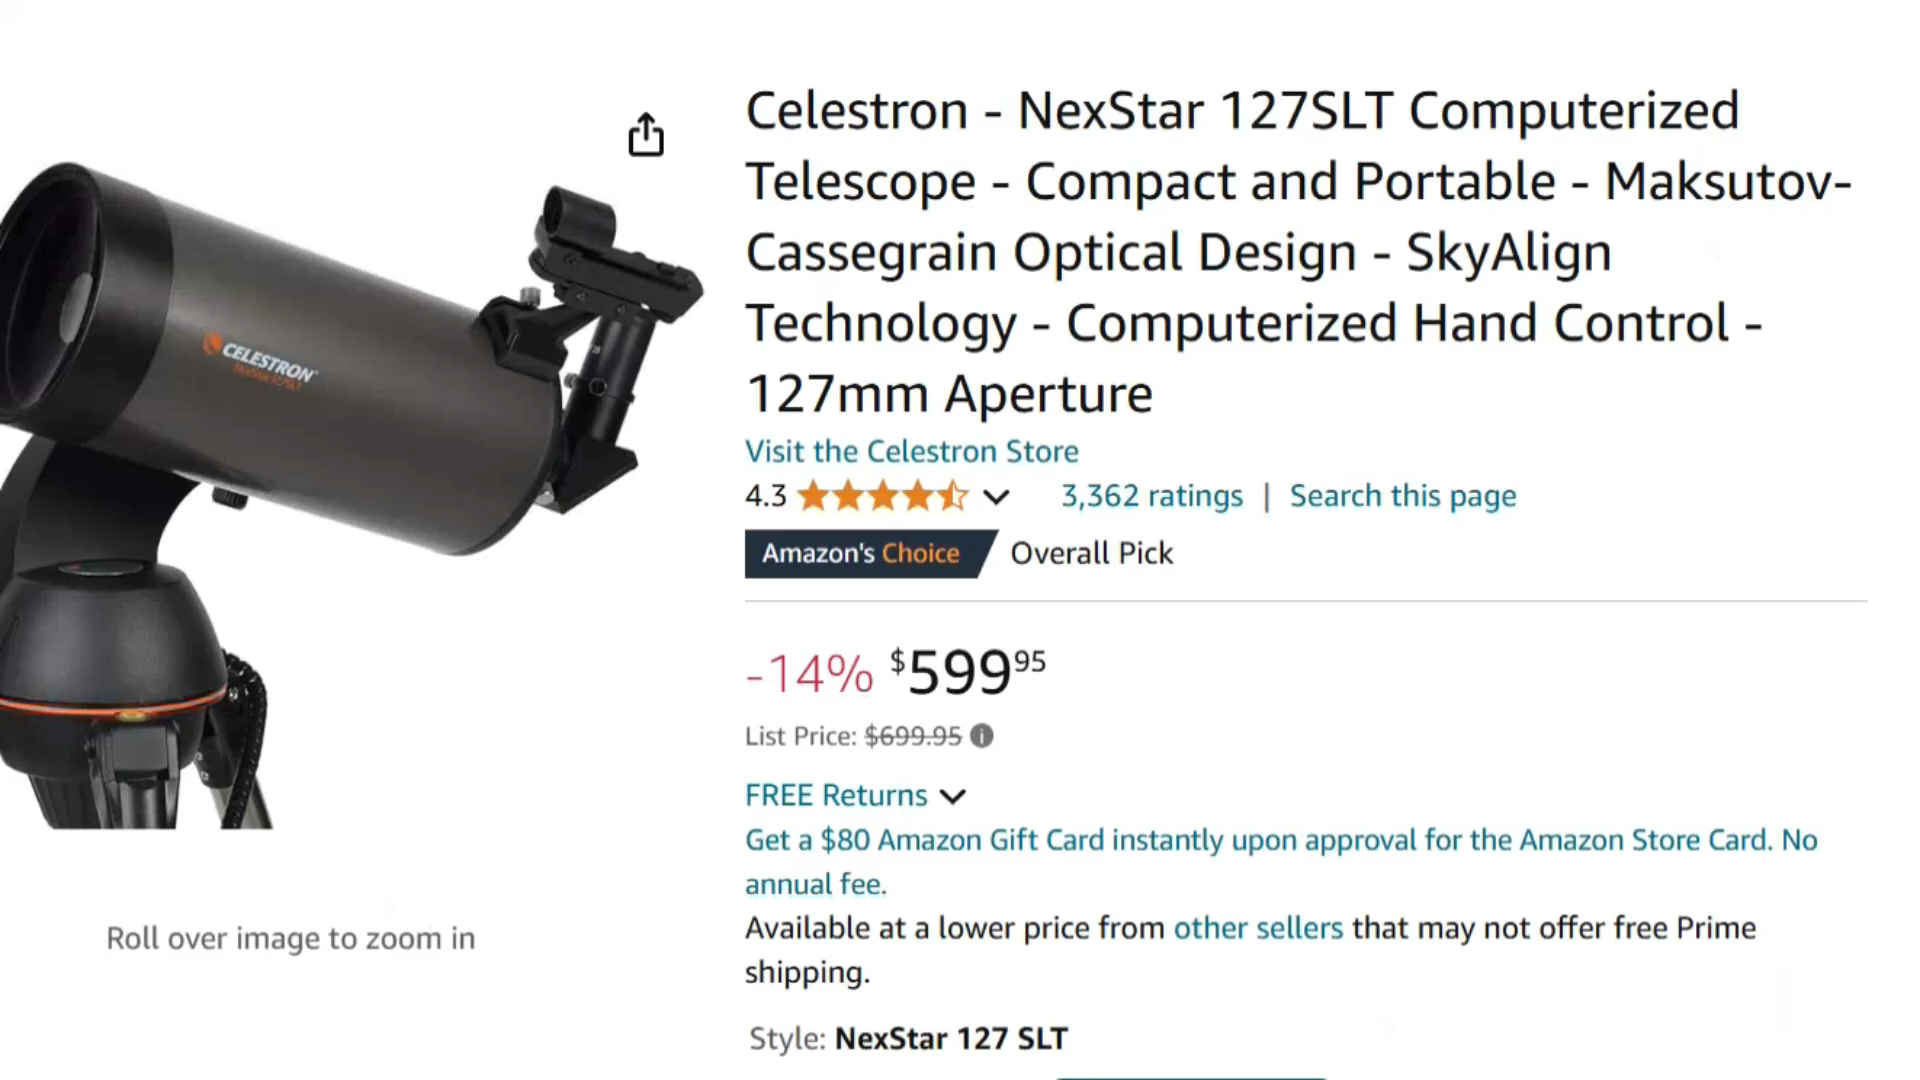 Celestron - NexStar 127SLT Computerized
Telescope - Compact and Portable - Maksutov-
Cassegrain Optical Design - SkyAlign
Technology - Computerized Hand Control -
127mm Aperture
Visit the Celestron Store
4.3 3,362 ratings | Search this page
Amazon's Choice Overall Pick
-14% $599 95
List Price: $699.95
FREE Returns
Get a $80 Amazon Gift Card instantly upon approval for the Amazon Store Card. No
annual fee.
Available at a lower price from other sellers that may not offer free Prime
shipping.
Style: NexStar 127 SLT
CELESTRON
NexStar 127SLT
Roll over image to zoom in